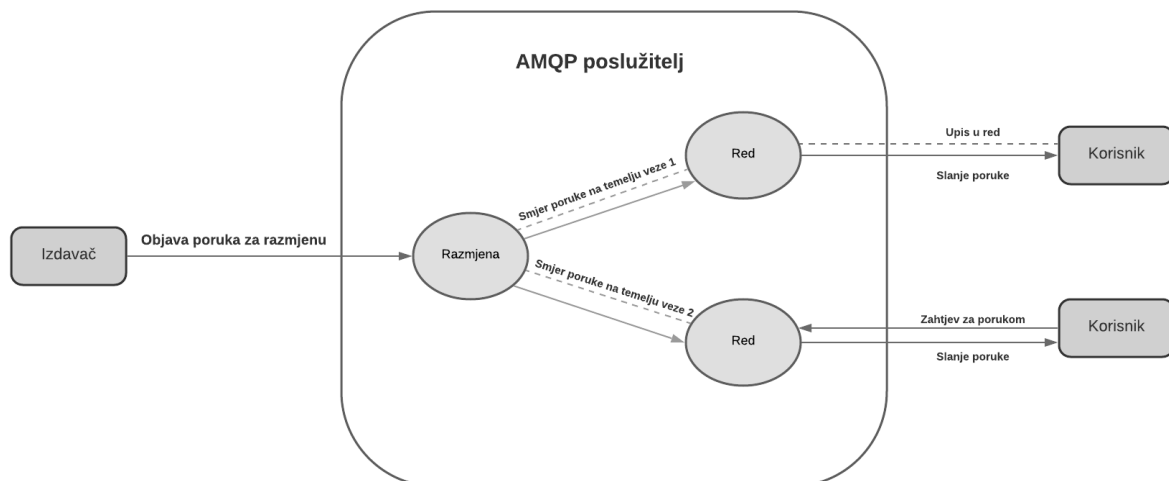 AMQP poslužitelj
Upis u red
Red
Korisnik
Slanje poruke
Smjer poruke na temelju veze 1
Objava poruka za razmjenu
Izdavač
Razmjena
Smjer poruke na temelju veze 2
Zahtjev za porukom
Korisnik
Red
Slanje poruke